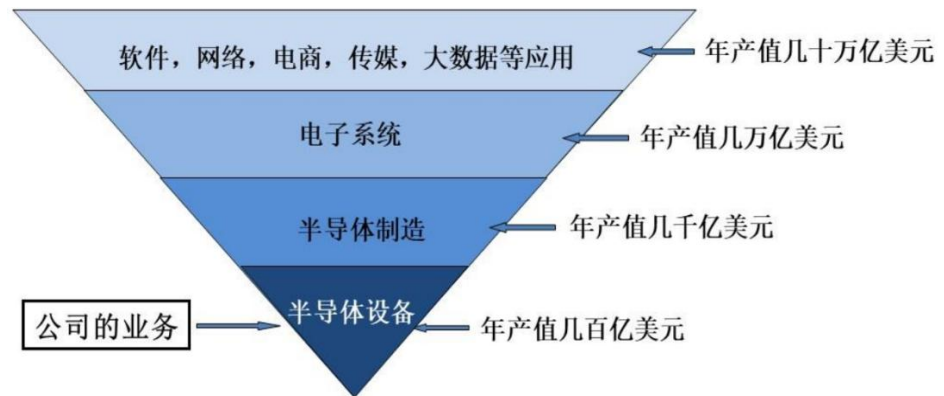 软件，网络，电商，传媒，大数据等应用
年产值几十万亿美元
电子系统
年产值几万亿美元
半导体制造
年产值几千亿美元
公司的业务
半导体设备
年产值几百亿美元